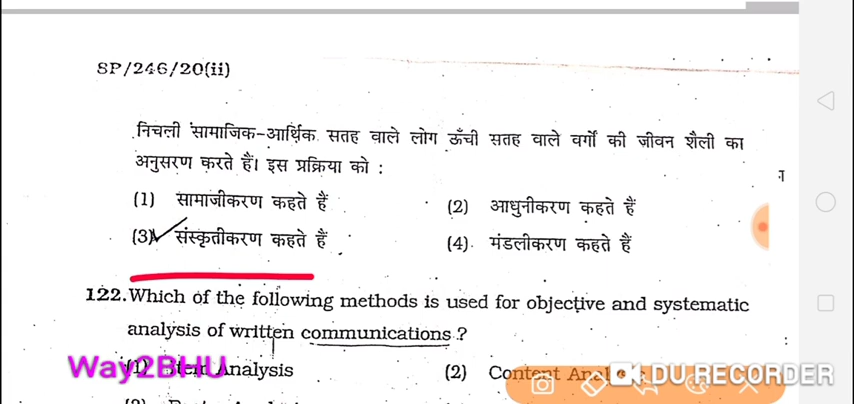 SP/246/20(ii)
निचली सामाजिक-आर्थिक सतह वाले लोग ऊँची सतह वाले वर्गों की जीवन शैली का
अनुसरण करते हैं। इस प्रक्रिया को :
(1) सामाजीकरण कहते हैं
(2) आधुनीकरण कहते हैं
(3) संस्कृतीकरण कहते हैं
(4) मंडलीकरण कहते हैं
122. Which of the following methods is used for objective and systematic
analysis of written communications ?
Way2BHU
(1) Item Analysis
(2) Content
DU RECORDER